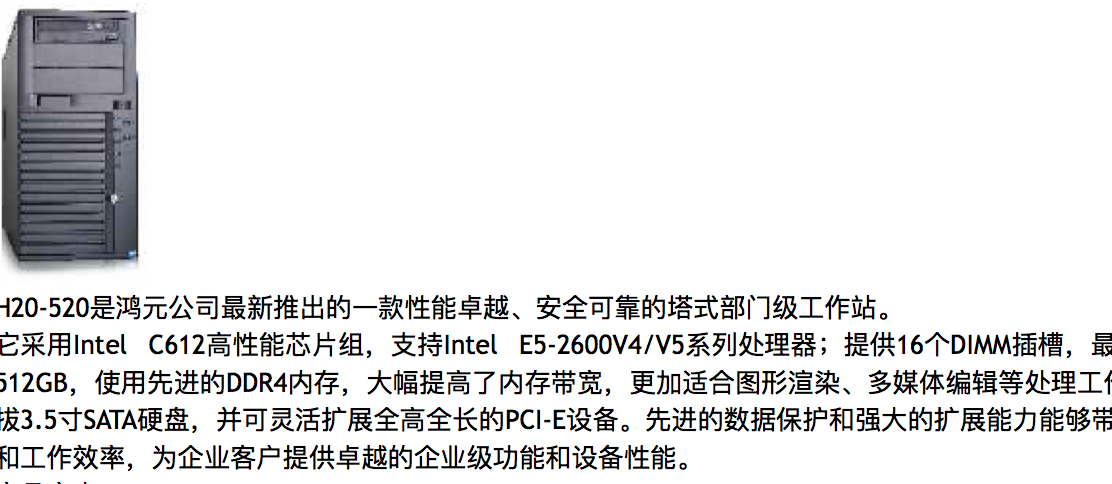 H20-520是鸿元公司最新推出的一款性能卓越、安全可靠的塔式部门级工作站。
它采用Intel C612高性能芯片组，支持Intel E5-2600V4/V5系列处理器；提供16个DIMM插槽，最
512GB，使用先进的DDR4内存，大幅提高了内存带宽，更加适合图形渲染、多媒体编辑等处理工作
拔3.5寸SATA硬盘，并可灵活扩展全高全长的PCI-E设备。先进的数据保护和强大的扩展能力能够带
和工作效率，为企业客户提供卓越的企业级功能和设备性能。